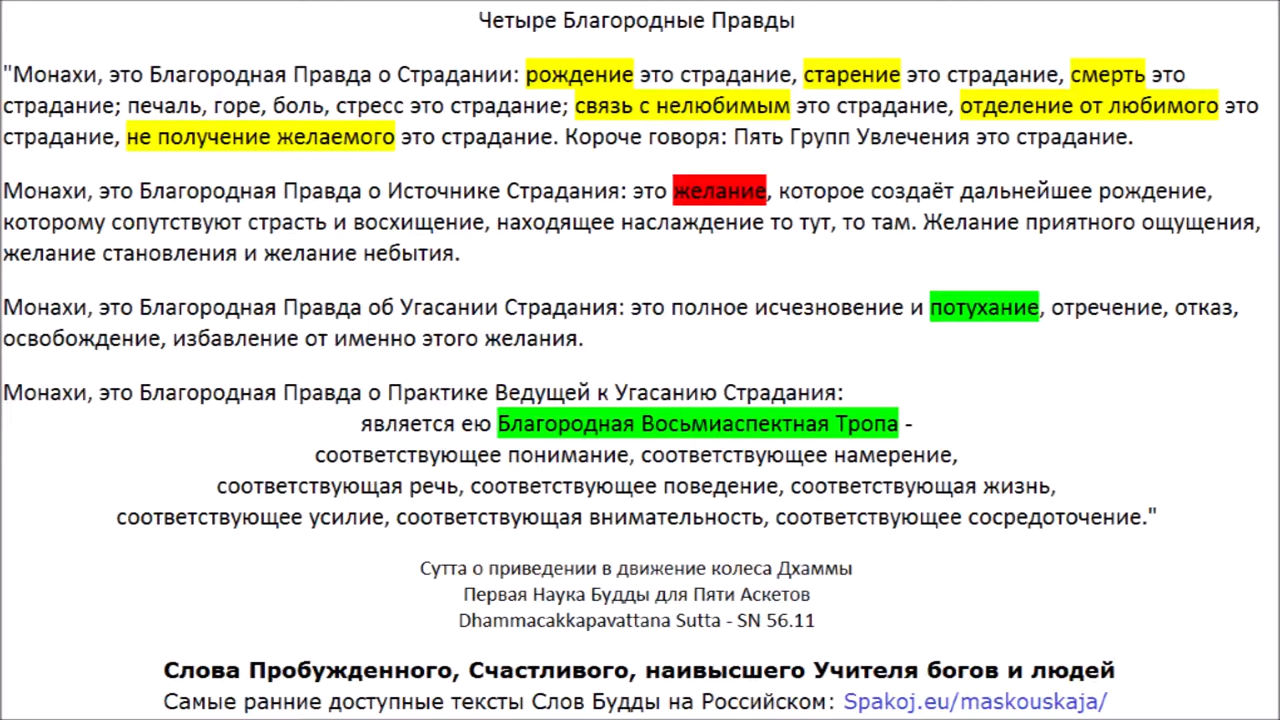 Четыре Благородные Правды
"Монахи, это Благородная Правда о Страдании: рождение это страдание, старение это страдание, смерть это
страдание; печаль, горе, боль, стресс это страдание; связь с нелюбимым это страдание, отделение от любимого это
страдание, не получение желаемого это страдание. Короче говоря: Пять Групп Увлечения это страдание.
Монахи, это Благородная Правда о Источнике Страдания: это желание, которое создаёт дальнейшее рождение,
которому сопутствуют страсть и восхищение, находящее наслаждение то тут, то там. Желание приятного ощущения,
желание становления и желание небытия.
Монахи, это Благородная Правда об Угасании Страдания: это полное исчезновение и потухание, отречение, отказ,
освобождение, избавление от именно этого желания.
Монахи, это Благородная Правда о Практике Ведущей к Угасанию Страдания:
является ею Благородная Восьмиаспектная Тропа -
соответствующее понимание, соответствующее намерение,
соответствующая речь, соответствующее поведение, соответствующая жизнь,
соответствующее усилие, соответствующая внимательность, соответствующее сосредоточение."
Сутта о приведении в движение колеса Дхаммы
Первая Наука Будды для Пяти Аскетов
Dhammacakkapavattana Sutta - SN 56.11
Слова Пробужденного, Счастливого, наивысшего Учителя богов и людей
Самые ранние доступные тексты Слов Будды на Российском: Spakoj.eu/maskouskaja/